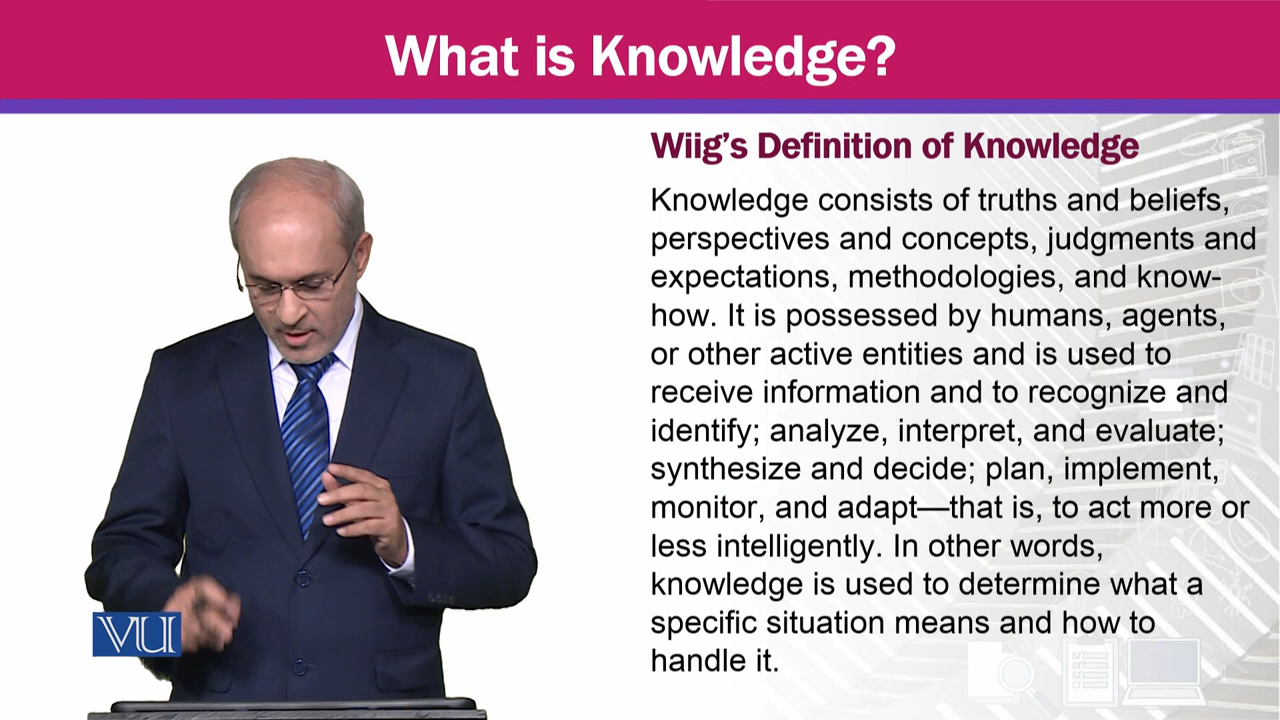 What is Knowledge?
Wiig's Definition of Knowledge
Knowledge consists of truths and beliefs,
perspectives and concepts, judgments and
expectations, methodologies, and know-
how. It is possessed by humans, agents,
or other active entities and is used to
receive information and to recognize and
identify; analyze, interpret, and evaluate;
synthesize and decide; plan, implement,
monitor, and adapt—that is, to act more or
less intelligently. In other words,
knowledge is used to determine what a
specific situation means and how to
handle it.
VU